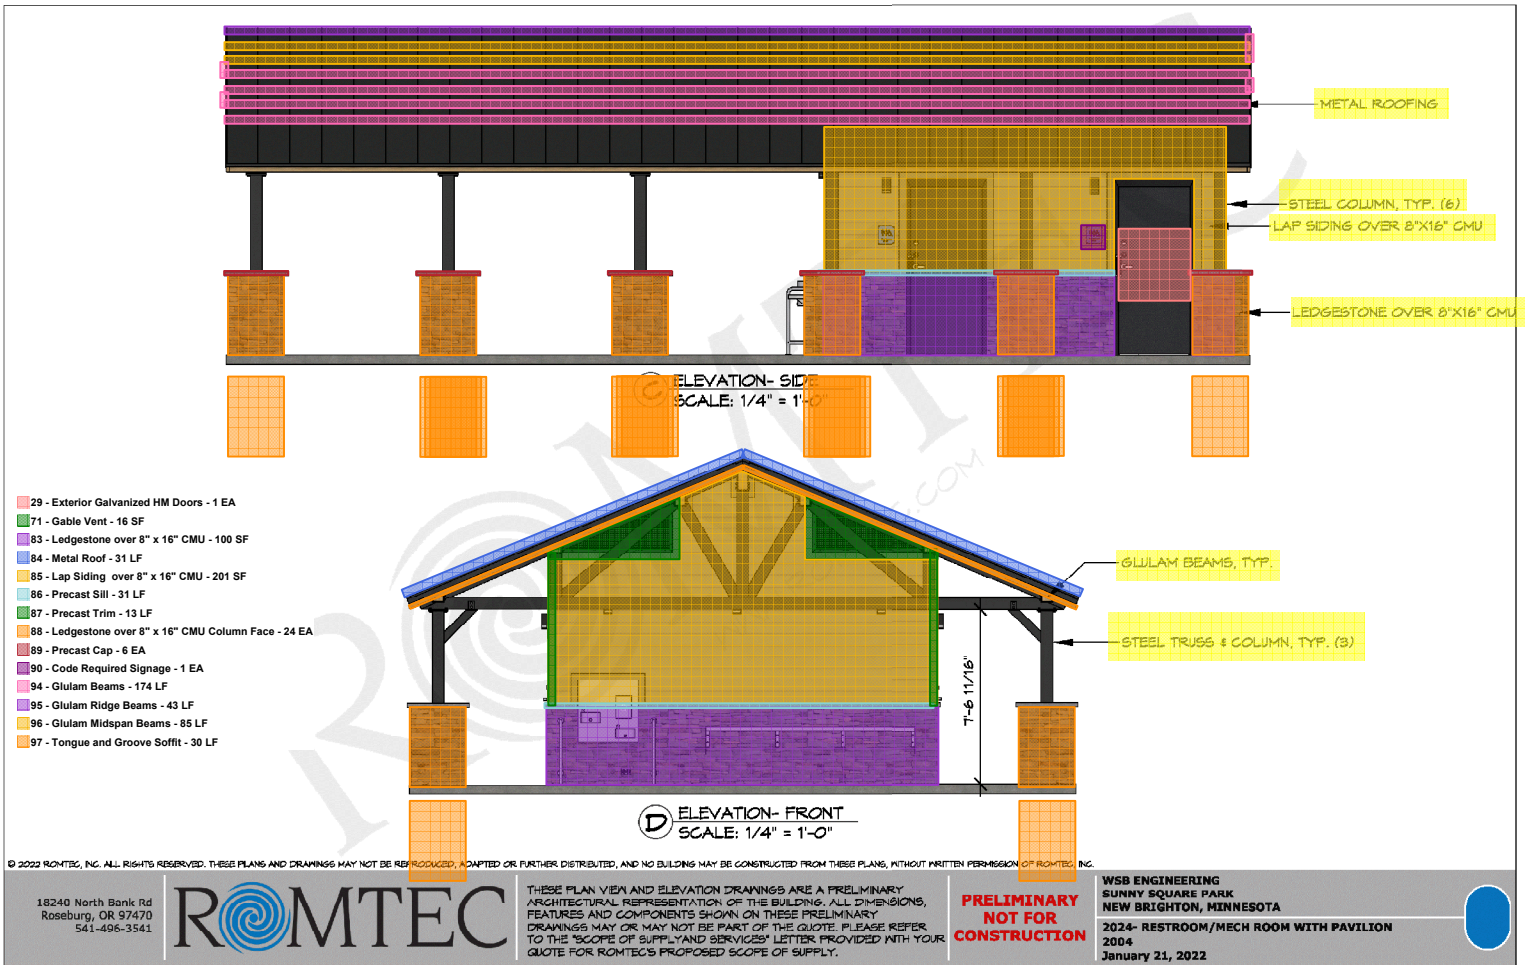 METAL ROOFING
STEEL COLUMN, TYP. (6)
LAP SIDING OVER 8"X16" CMU
LEDGESTONE OVER 8"X16" CMU
C ELEVATION- SIDE
SCALE: 1/4" = 1'-0"
29 - Exterior Galvanized HM Doors - 1 EA
71 - Gable Vent - 16 SF
83 - Ledgestone over 8" x 16" CMU - 100 SF
84 - Metal Roof - 31 LF
85 - Lap Siding over 8" x 16" CMU - 201 SF
86 - Precast Sill - 31 LF
87 - Precast Trim - 13 LF
88 - Ledgestone over 8" x 16" CMU Column Face - 24 EA
89 - Precast Cap - 6 EA
90 - Code Required Signage - 1 EA
94 - Glulam Beams - 174 LF
95 - Glulam Ridge Beams - 43 LF
96 - Glulam Midspan Beams - 85 LF
97 - Tongue and Groove Soffit - 30 LF
GLULAM BEAMS, TYP.
STEEL TRUSS & COLUMN, TYP. (3)
7'-6 11/16"
D ELEVATION- FRONT
SCALE: 1/4" = 1'-0"
ROMTEC
.COM
© 2022 ROMTEC, INC. ALL RIGHTS RESERVED. THESE PLANS AND DRAWINGS MAY NOT BE REPRODUCED, ADAPTED OR FURTHER DISTRIBUTED, AND NO BUILDING MAY BE CONSTRUCTED FROM THESE PLANS, WITHOUT WRITTEN PERMISSION OF ROMTEC, INC.
18240 North Bank Rd
Roseburg, OR 97470
541-496-3541
ROMTEC
THESE PLAN VIEW AND ELEVATION DRAWINGS ARE A PRELIMINARY
ARCHITECTURAL REPRESENTATION OF THE BUILDING. ALL DIMENSIONS,
FEATURES AND COMPONENTS SHOWN ON THESE PRELIMINARY
DRAWINGS MAY OR MAY NOT BE PART OF THE QUOTE. PLEASE REFER
TO THE "SCOPE OF SUPPLY AND SERVICES" LETTER PROVIDED WITH YOUR
QUOTE FOR ROMTEC'S PROPOSED SCOPE OF SUPPLY.
PRELIMINARY
NOT FOR
CONSTRUCTION
WSB ENGINEERING
SUNNY SQUARE PARK
NEW BRIGHTON, MINNESOTA
2024- RESTROOM/MECH ROOM WITH PAVILION
2004
January 21, 2022